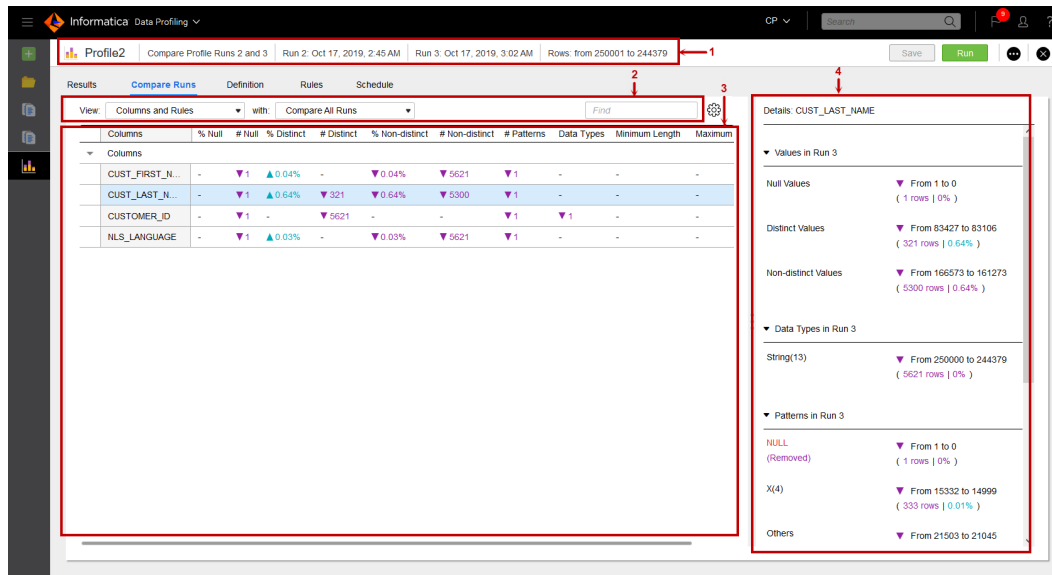 Informatica Data Profiling
CP
Search
9
?
Profile2
Compare Profile Runs 2 and 3
Run 2: Oct 17, 2019, 2:45 AM
Run 3: Oct 17, 2019, 3:02 AM
Rows: from 250001 to 244379
1
Save
Run
Results
Compare Runs
Definition
Rules
Schedule
2
3
4
View: Columns and Rules with: Compare All Runs
Find
Columns % Null # Null % Distinct # Distinct % Non-distinct # Non-distinct # Patterns Data Types Minimum Length Maximum
Columns
CUST_FIRST_N... - ▼1 ▲0.04% - ▼0.04% ▼5621 ▼1 - - -
CUST_LAST_N... - ▼1 ▲0.64% ▼321 ▼0.64% ▼5300 ▼1 - - -
CUSTOMER_ID - ▼1 - ▼5621 - - ▼1 ▼1 - -
NLS_LANGUAGE - ▼1 ▲0.03% - ▼0.03% ▼5621 ▼1 - - -
Details: CUST_LAST_NAME
▼ Values in Run 3
Null Values ▼ From 1 to 0
( 1 rows | 0% )
Distinct Values ▼ From 83427 to 83106
( 321 rows | 0.64% )
Non-distinct Values ▼ From 166573 to 161273
( 5300 rows | 0.64% )
▼ Data Types in Run 3
String(13) ▼ From 250000 to 244379
( 5621 rows | 0% )
▼ Patterns in Run 3
NULL ▼ From 1 to 0
(Removed) ( 1 rows | 0% )
X(4) ▼ From 15332 to 14999
( 333 rows | 0.01% )
Others ▼ From 21503 to 21045